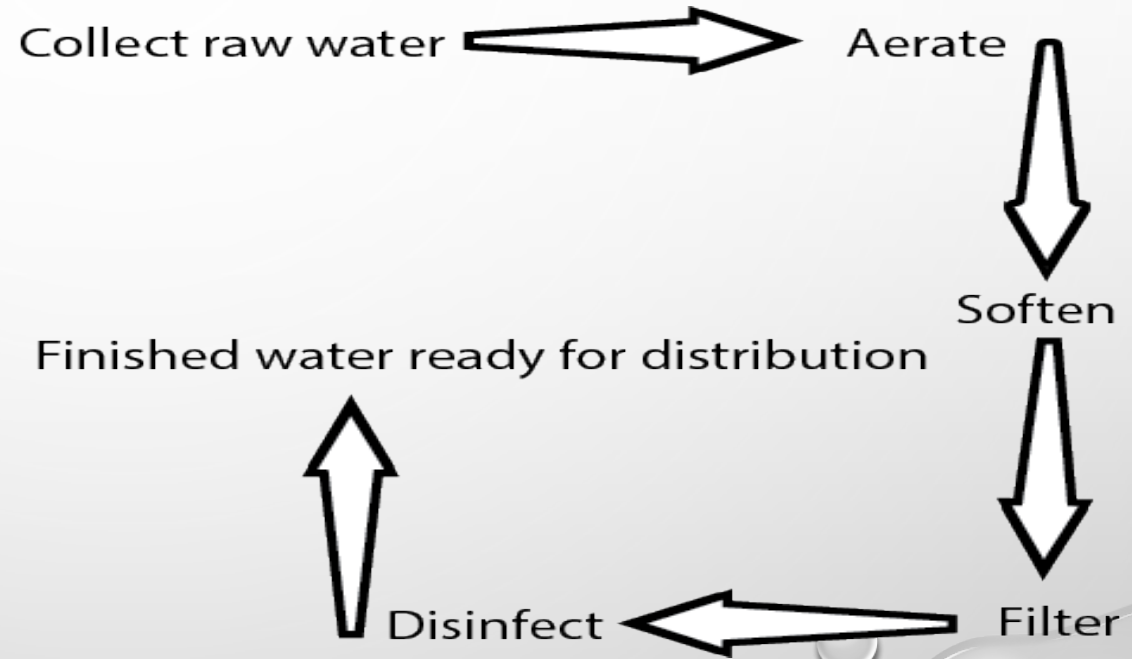 Collect raw water
Aerate
Soften
Filter
Disinfect
Finished water ready for distribution